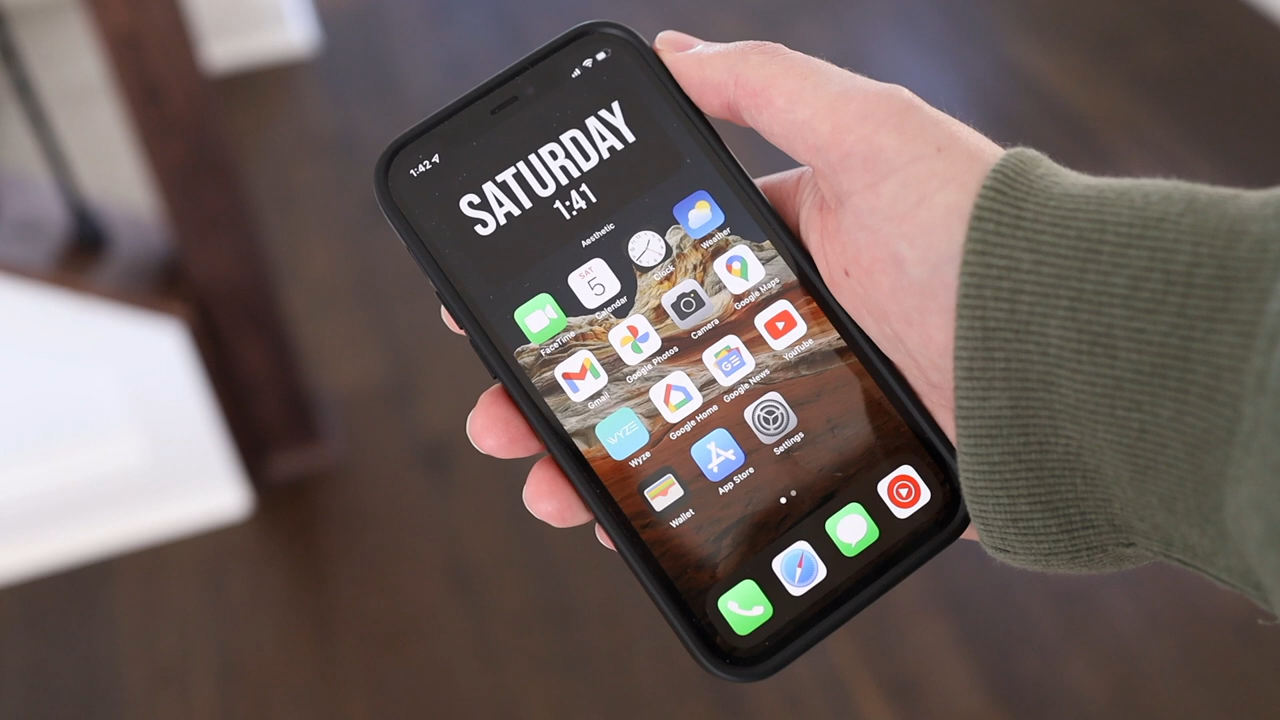 1:42
SATURDAY
1:41
Aesthetic
FaceTime
SAT
5
Calendar
Clock
Weather
Gmail
Google Photos
Camera
Google Maps
WYZE
Wyze
Google Home
GE
Google News
YouTube
Wallet
App Store
Settings